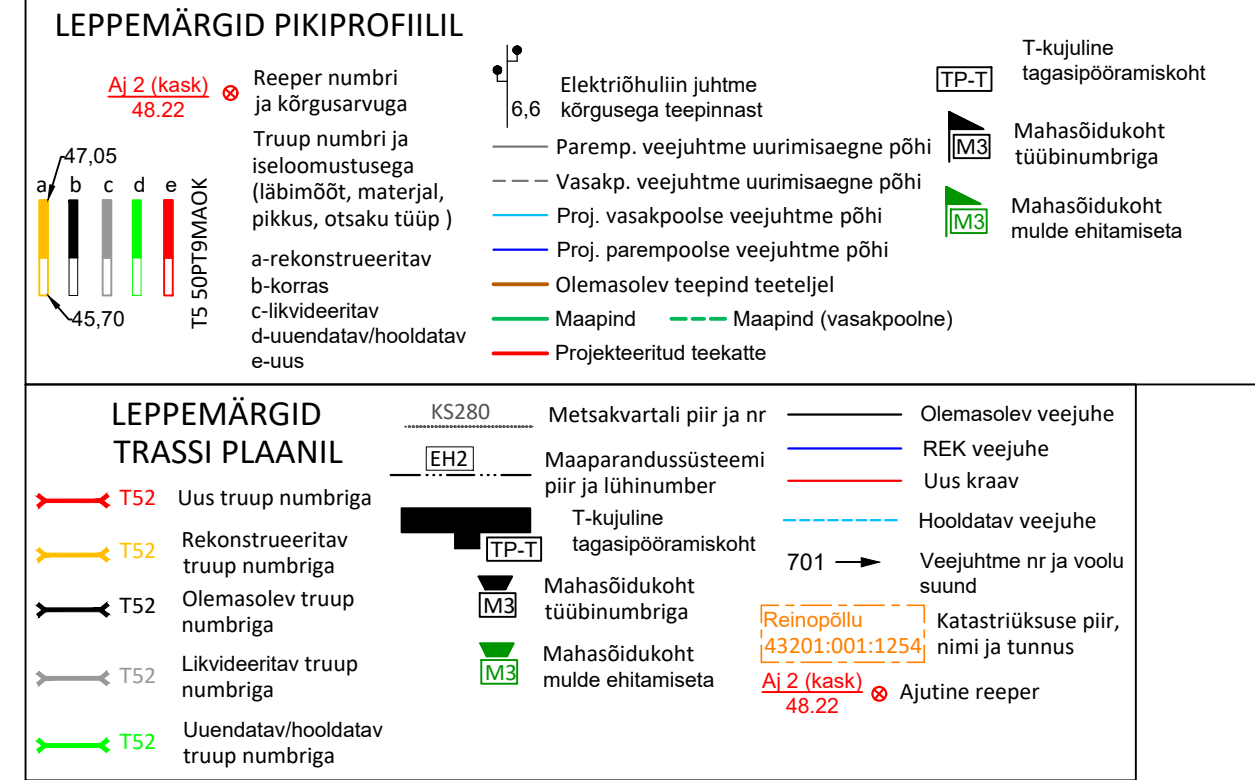 LEPPEMÄRGID PIKIPROFIILIL
Aj 2 (kask)
48.22
Reeper numbri
ja kõrgusarvuga
47,05
a b c d e
45,70
T5 50PT9MAOK
Truup numbri ja
iseloomustusega
(läbimõõt, materjal,
pikkus, otsaku tüüp )
a-rekonstrueeritav
b-korras
c-likvideeritav
d-uuendatav/hooldatav
e-uus
6,6
Elektriõhuliin juhtme
kõrgusega teepinnast
Paremp. veejuhtme uurimisaegne põhi
Vasakp. veejuhtme uurimisaegne põhi
Proj. vasakpoolse veejuhtme põhi
Proj. parempoolse veejuhtme põhi
Olemasolev teepind teeteljel
Maapind
Maapind (vasakpoolne)
Projekteeritud teekatte
TP-T
T-kujuline
tagasipööramiskoht
M3
Mahasõidukoht
tüübinumbriga
M3
Mahasõidukoht
mulde ehitamiseta
LEPPEMÄRGID
TRASSI PLAANIL
T52
Uus truup numbriga
T52
Rekonstrueeritav
truup numbriga
T52
Olemasolev truup
numbriga
T52
Likvideeritav truup
numbriga
T52
Uuendatav/hooldatav
truup numbriga
KS280
Metsakvartali piir ja nr
EH2
Maaparandussüsteemi
piir ja lühinumber
TP-T
T-kujuline
tagasipööramiskoht
M3
Mahasõidukoht
tüübinumbriga
M3
Mahasõidukoht
mulde ehitamiseta
Olemasolev veejuhe
REK veejuhe
Uus kraav
Hooldatav veejuhe
701
Veejuhtme nr ja voolu
suund
Reinopõllu
43201:001:1254
Katastriüksuse piir,
nimi ja tunnus
Aj 2 (kask)
48.22
Ajutine reeper